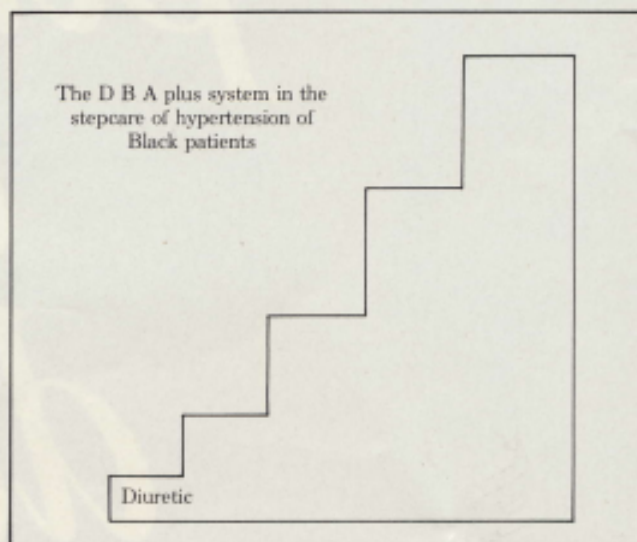 The D B A plus system in the
stepcare of hypertension of
Black patients
Diuretic